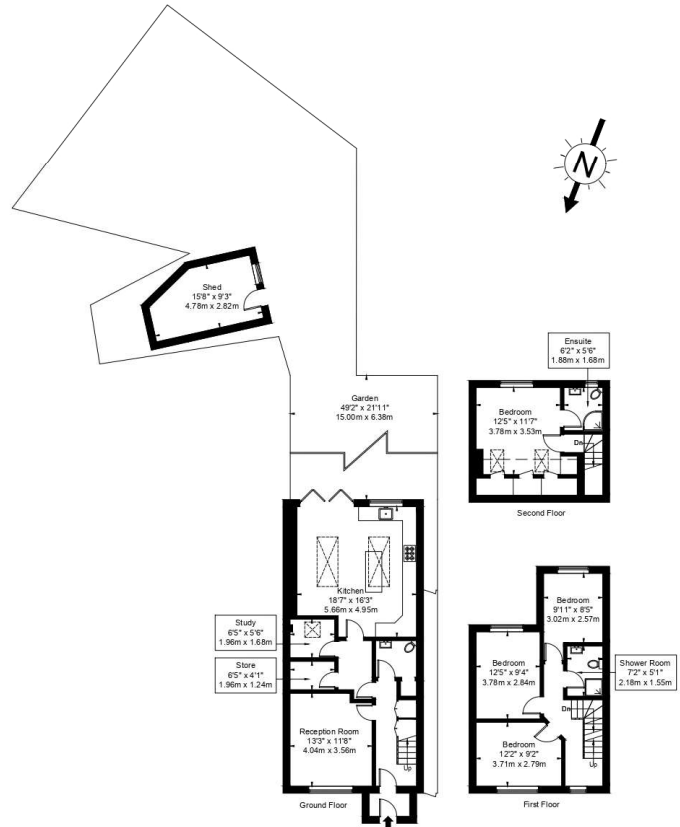 N
Shed
15'8" x 9'3"
4.78m x 2.82m
Garden
49'2" x 21'11"
15.00m x 6.38m
Ensuite
6'2" x 5'6"
1.88m x 1.68m
Bedroom
12'5" x 11'7"
3.78m x 3.53m
Dn
Second Floor
Kitchen
18'7" x 16'3"
5.66m x 4.95m
Study
6'5" x 5'6"
1.96m x 1.68m
Store
6'5" x 4'1"
1.96m x 1.24m
Reception Room
13'3" x 11'8"
4.04m x 3.56m
Up
Ground Floor
Bedroom
9'11" x 8'5"
3.02m x 2.57m
Bedroom
12'5" x 9'4"
3.78m x 2.84m
Shower Room
7'2" x 5'1"
2.18m x 1.55m
Dn
Bedroom
12'2" x 9'2"
3.71m x 2.79m
Up
First Floor